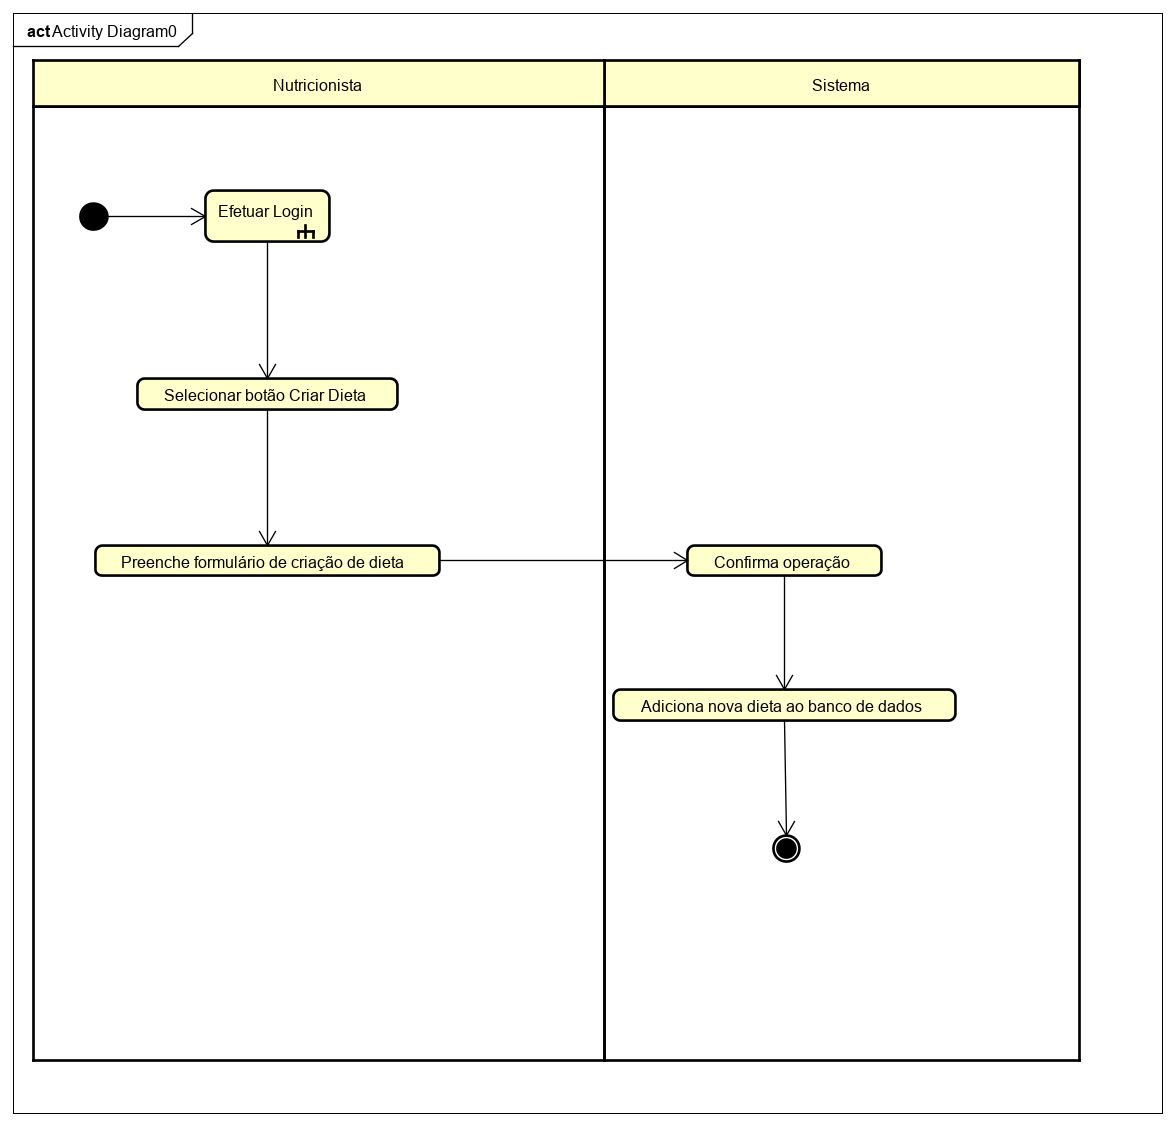 act Activity Diagram0
Nutricionista
Sistema
Efetuar Login
Selecionar botão Criar Dieta
Preenche formulário de criação de dieta
Confirma operação
Adiciona nova dieta ao banco de dados